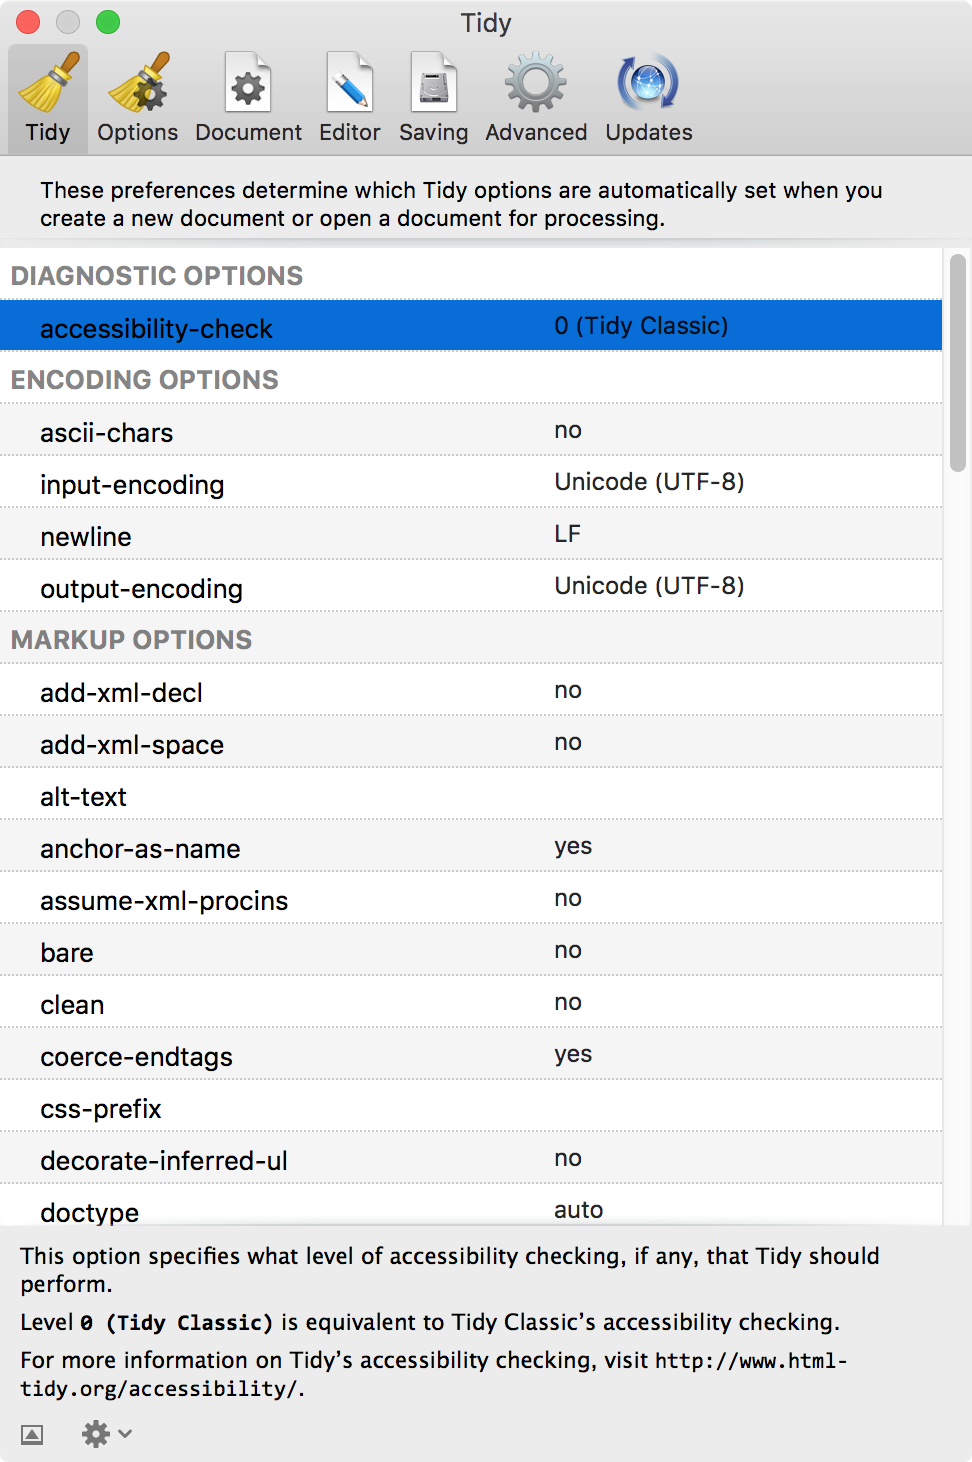 Tidy
Tidy Options Document Editor Saving Advanced Updates
These preferences determine which Tidy options are automatically set when you
create a new document or open a document for processing.
DIAGNOSTIC OPTIONS
accessibility-check 0 (Tidy Classic)
ENCODING OPTIONS
ascii-chars no
input-encoding Unicode (UTF-8)
newline LF
output-encoding Unicode (UTF-8)
MARKUP OPTIONS
add-xml-decl no
add-xml-space no
alt-text
anchor-as-name yes
assume-xml-procins no
bare no
clean no
coerce-endtags yes
css-prefix
decorate-inferred-ul no
doctype auto
This option specifies what level of accessibility checking, if any, that Tidy should
perform.
Level 0 (Tidy Classic) is equivalent to Tidy Classic’s accessibility checking.
For more information on Tidy’s accessibility checking, visit http://www.html-
tidy.org/accessibility/.